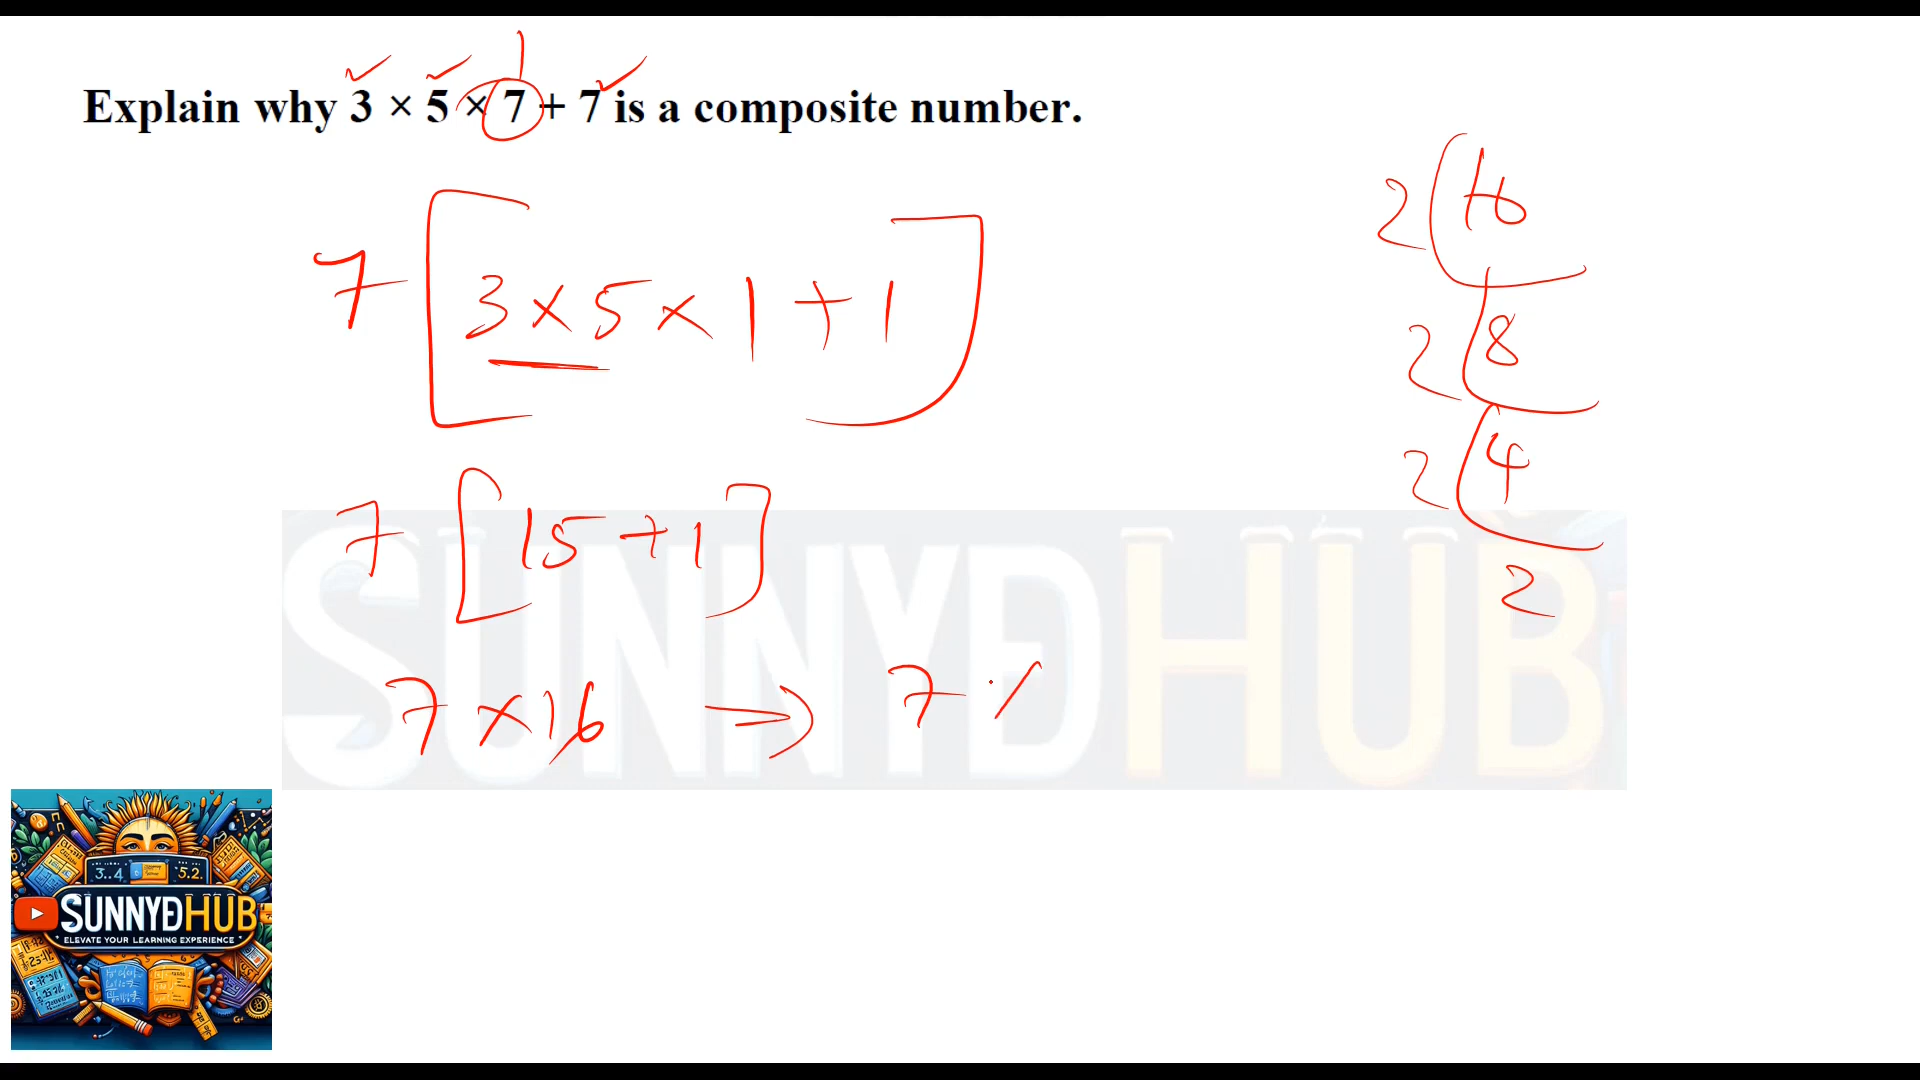 Explain why 3 × 5 × 7 + 7 is a composite number.
1
7 [3 × 5 × 1 + 1]
7 [15 + 1]
7 × 16 → 7 ×
2 16
2 8
2 4
2
SUNNYDHUB
3..4 5.2.
SUNNYDHUB
ELEVATE YOUR LEARNING EXPERIENCE